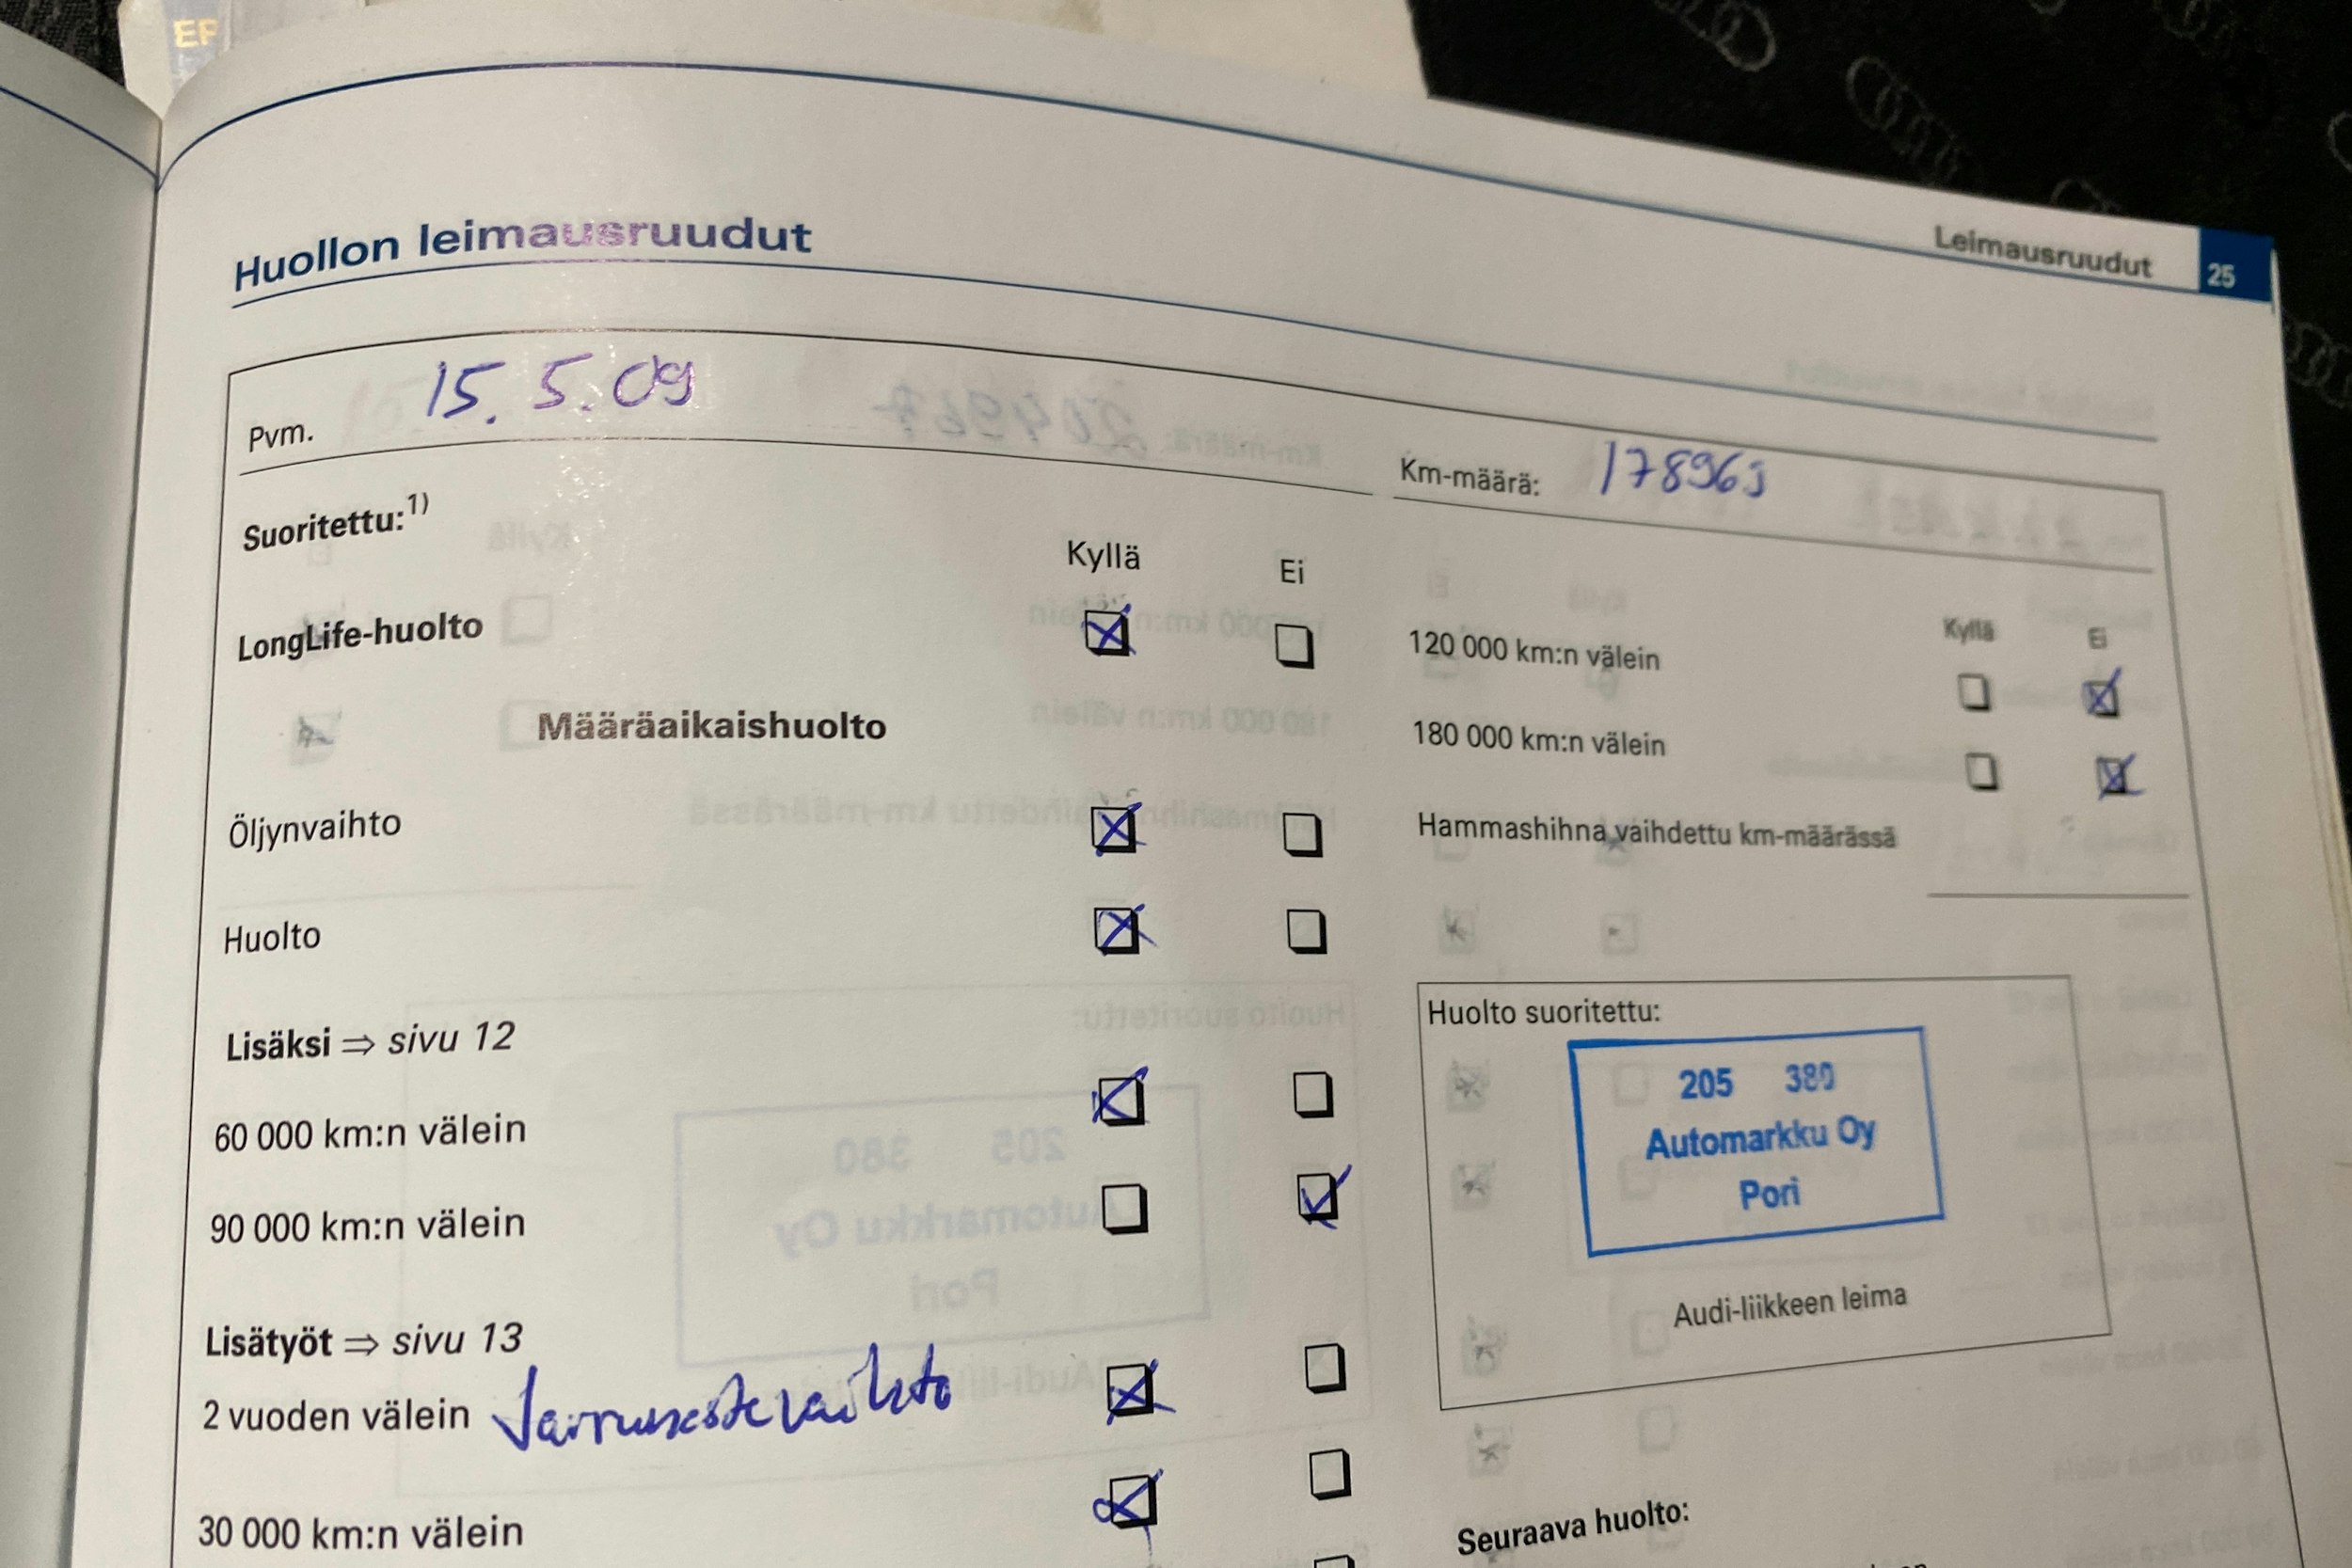 Leimausruudut 25
Huollon leimausruudut
Pvm. 15.5.09
Km-määrä: 178969
Suoritettu:¹⁾
Kyllä Ei
LongLife-huolto
Määräaikaishuolto
Öljynvaihto
Huolto
Lisäksi ⇒ sivu 12
60 000 km:n välein
90 000 km:n välein
Lisätyöt ⇒ sivu 13
2 vuoden välein Jarrunestevaihto
30 000 km:n välein
Kyllä Ei
120 000 km:n välein
180 000 km:n välein
Hammashihna vaihdettu km-määrässä
Huolto suoritettu:
205 380
Automarkku Oy
Pori
Audi-liikkeen leima
Seuraava huolto: